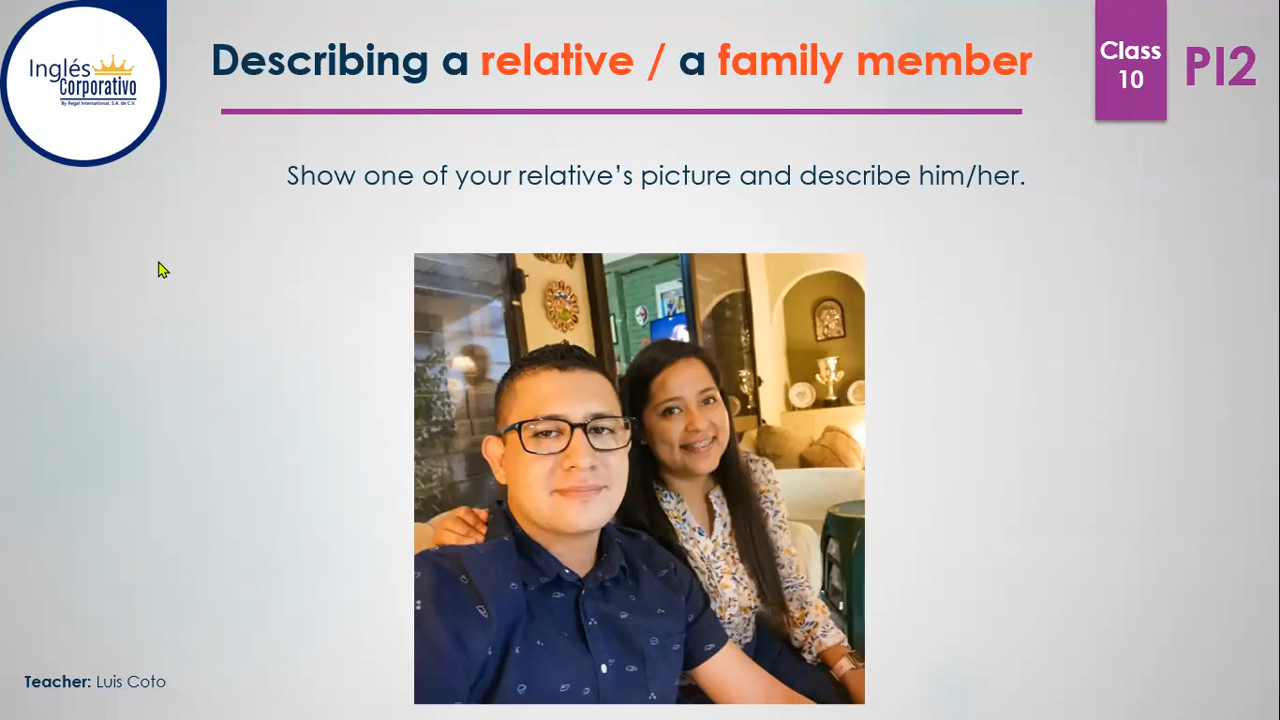 Inglés
Corporativo
By Regal International, S.A. de C.V.
Describing a relative / a family member
Class
10
PI2
Show one of your relative’s picture and describe him/her.
Teacher: Luis Coto